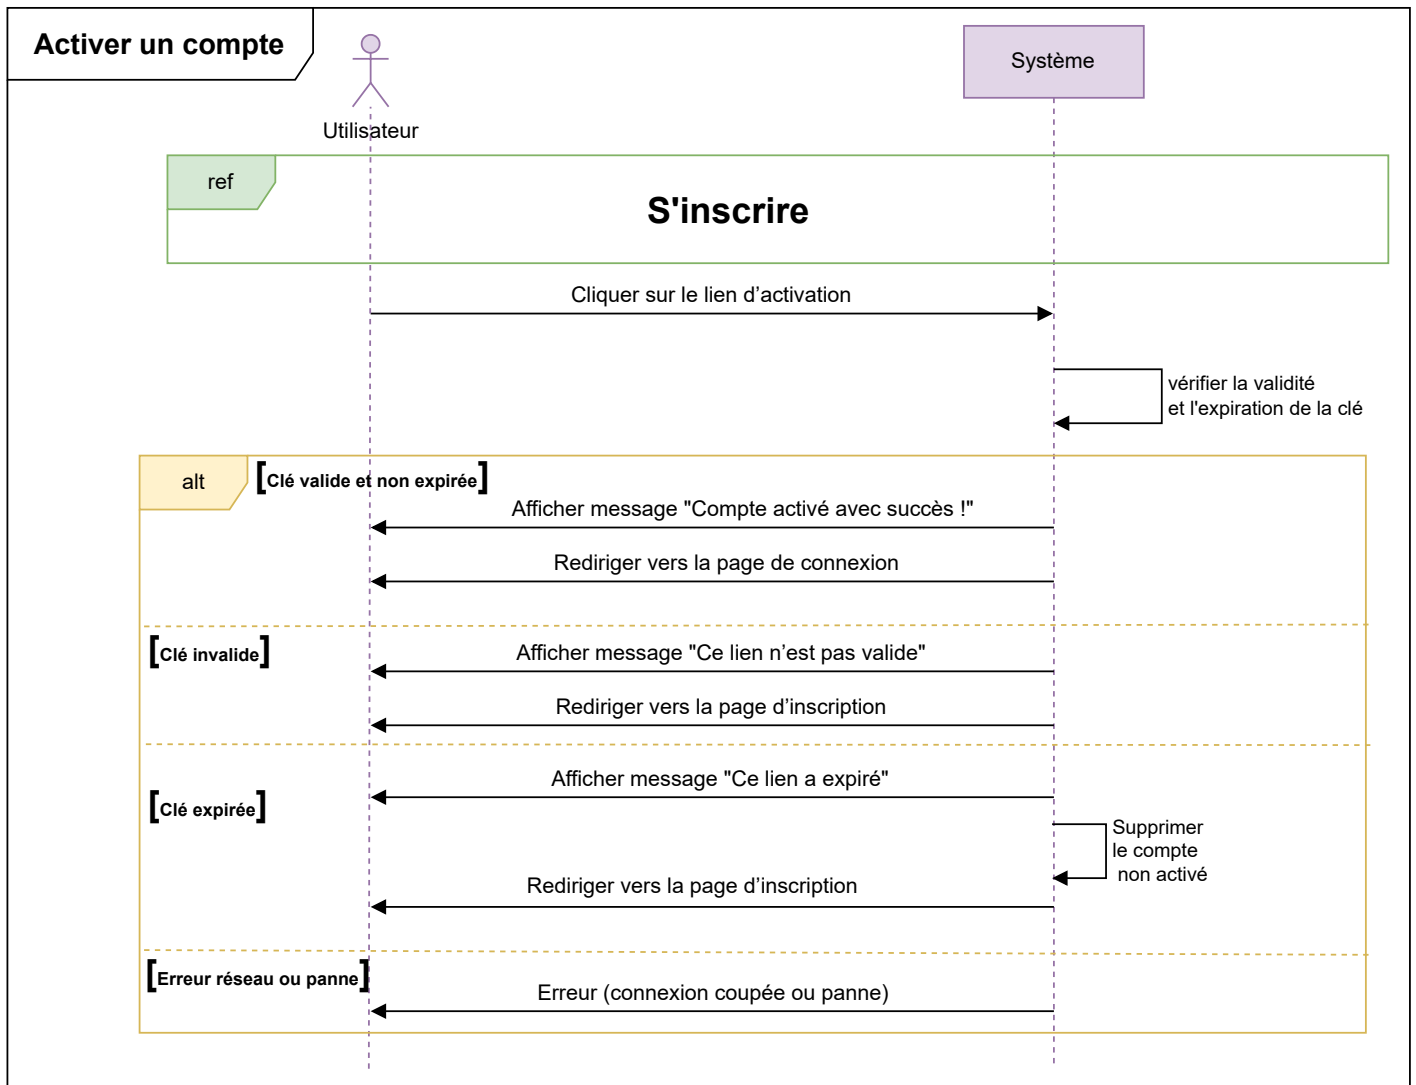 Activer un compte
Système
Utilisateur
ref
S'inscrire
Cliquer sur le lien d’activation
vérifier la validité
et l'expiration de la clé
alt
[Clé valide et non expirée]
Afficher message "Compte activé avec succès !"
Rediriger vers la page de connexion
[Clé invalide]
Afficher message "Ce lien n’est pas valide"
Rediriger vers la page d’inscription
Afficher message "Ce lien a expiré"
[Clé expirée]
Supprimer
le compte
non activé
Rediriger vers la page d’inscription
[Erreur réseau ou panne]
Erreur (connexion coupée ou panne)